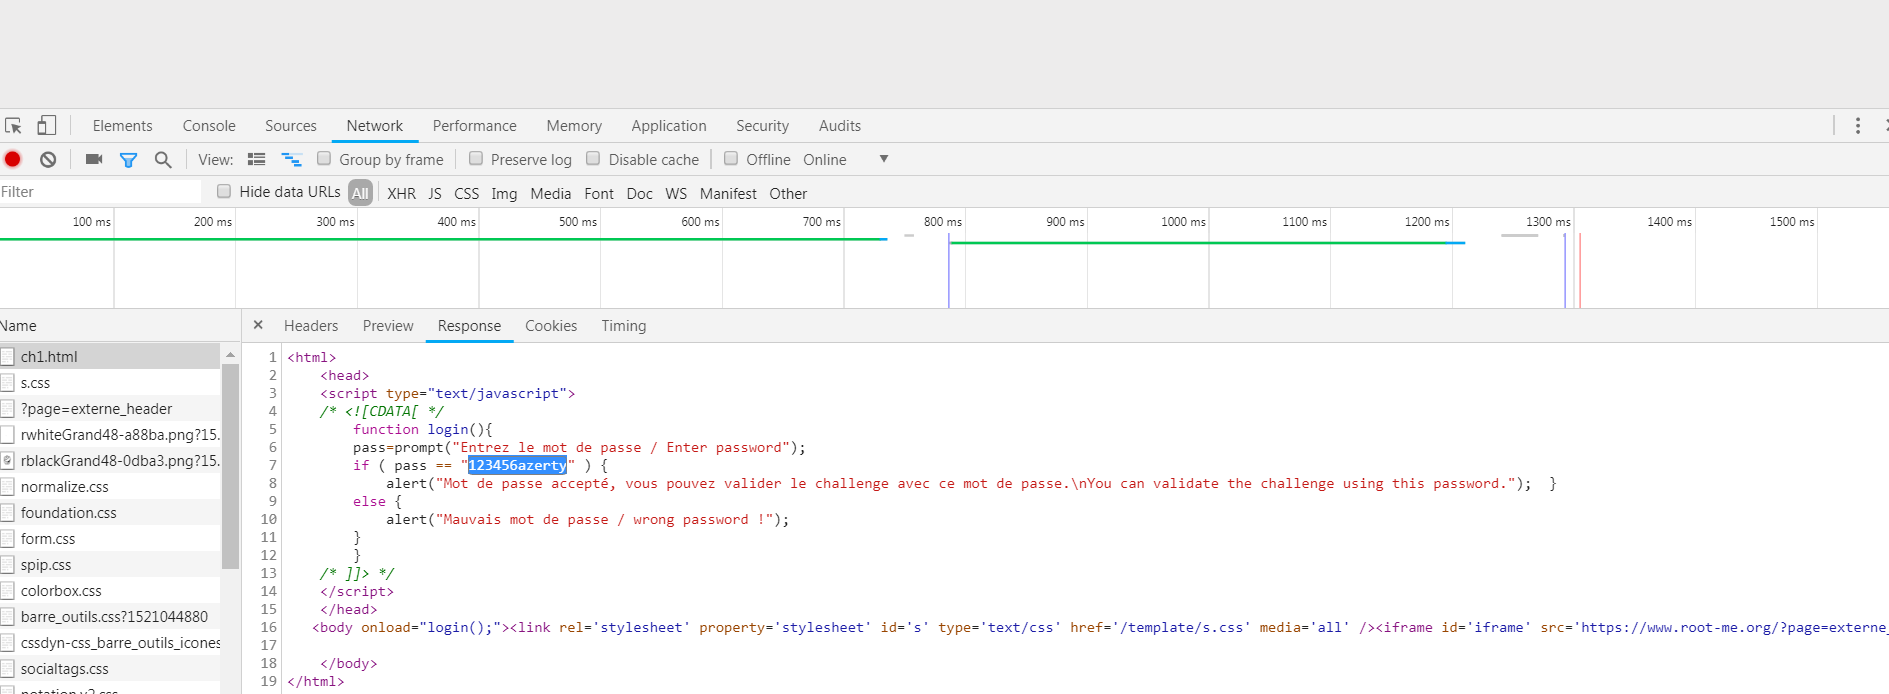 Elements Console Sources Network Performance Memory Application Security Audits
View: Group by frame Preserve log Disable cache Offline Online
Filter Hide data URLs All XHR JS CSS Img Media Font Doc WS Manifest Other
100 ms 200 ms 300 ms 400 ms 500 ms 600 ms 700 ms 800 ms 900 ms 1000 ms 1100 ms 1200 ms 1300 ms 1400 ms 1500 ms
Name
ch1.html
s.css
?page=externe_header
rwhiteGrand48-a88ba.png?15.
rblackGrand48-0dba3.png?15.
normalize.css
foundation.css
form.css
spip.css
colorbox.css
barre_outils.css?1521044880
cssdyn-css_barre_outils_icones
socialtags.css
notation.v2.css
× Headers Preview Response Cookies Timing
1 <html>
2 <head>
3 <script type="text/javascript">
4 /* <![CDATA[ */
5 function login(){
6 pass=prompt("Entrez le mot de passe / Enter password");
7 if ( pass == "123456azerty" ) {
8 alert("Mot de passe accepté, vous pouvez valider le challenge avec ce mot de passe.\nYou can validate the challenge using this password."); }
9 else {
10 alert("Mauvais mot de passe / wrong password !");
11 }
12 }
13 /* ]]> */
14 </script>
15 </head>
16 <body onload="login();"><link rel='stylesheet' property='stylesheet' id='s' type='text/css' href='/template/s.css' media='all' /><iframe id='iframe' src='https://www.root-me.org/?page=externe_
17
18 </body>
19 </html>